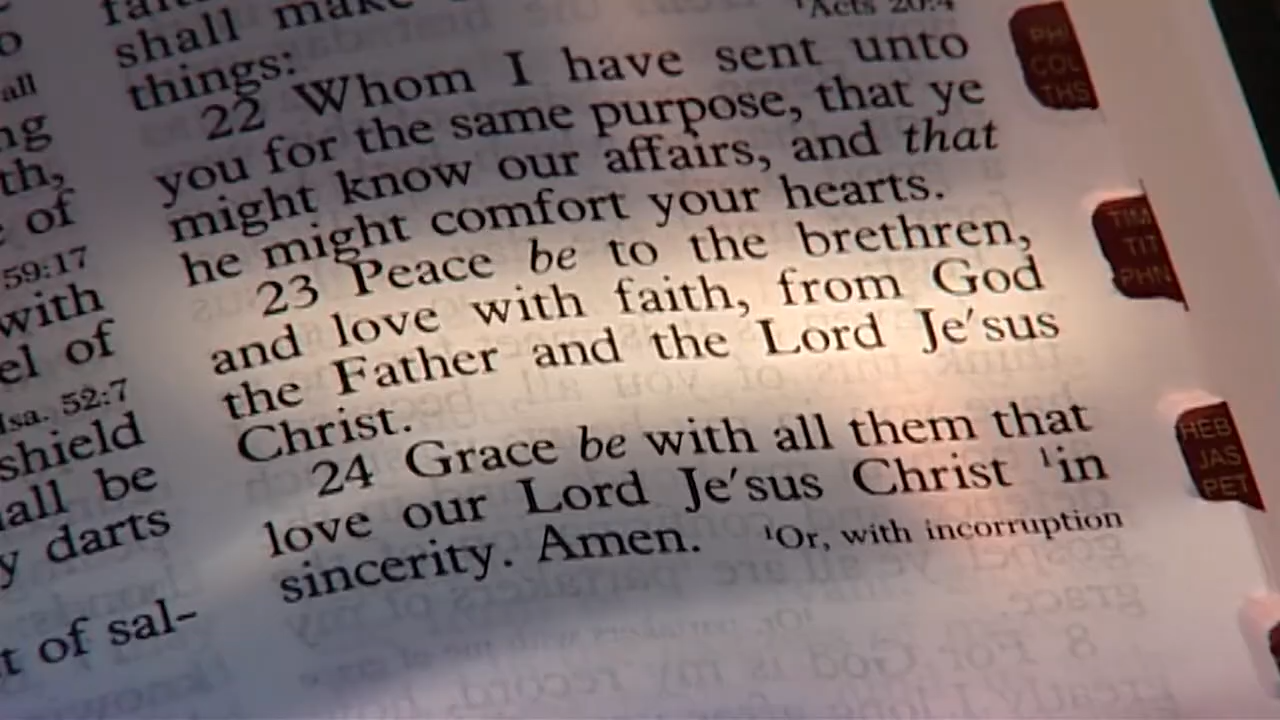 o
all
ng
th,
of
59:17
with
el of
Isa. 52:7
shield
all be
y darts
t of sal-
shall make
¹Acts 20:4
things:
22 Whom I have sent unto
you for the same purpose, that ye
might know our affairs, and that
he might comfort your hearts.
23 Peace be to the brethren,
and love with faith, from God
the Father and the Lord Je′sus
Christ.
24 Grace be with all them that
love our Lord Je′sus Christ ¹in
sincerity. Amen. ¹Or, with incorruption
PHI
COL
THS
TIM
TIT
PHN
HEB
JAS
PET